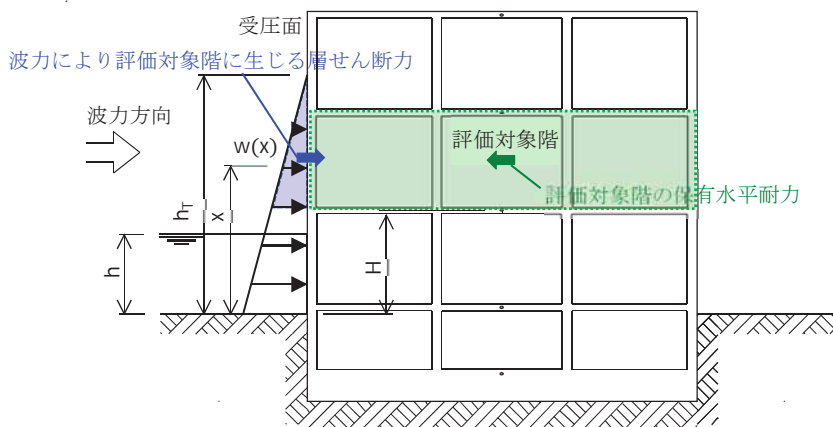 受圧面
波力により評価対象階に生じる層せん断力
波力方向
w(x)
評価対象階
評価対象階の保有水平耐力
hT
x
h
H